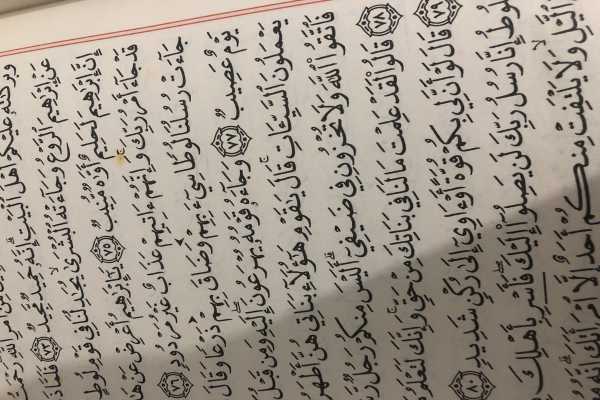 وَبَرَكَٰتُهُۥ عَلَيْكُمْ أَهْلَ ٱلْبَيْتِ إِنَّهُۥ حَمِيدٌ مَّجِيدٌ ٧٣ فَلَمَّا
عَنْ إِبْرَٰهِيمَ ٱلرَّوْعُ وَجَآءَتْهُ ٱلْبُشْرَىٰ يُجَٰدِلُنَا فِى قَوْمِ لُوطٍ
إِنَّ إِبْرَٰهِيمَ لَحَلِيمٌ أَوَّٰهٌ مُّنِيبٌ ٧٥ يَٰٓإِبْرَٰهِيمُ أَعْرِضْ عَنْ
قَدْ جَآءَ أَمْرُ رَبِّكَ وَإِنَّهُمْ ءَاتِيهِمْ عَذَابٌ غَيْرُ مَرْدُودٍ ٧٦
جَآءَتْ رُسُلُنَا لُوطًا سِىٓءَ بِهِمْ وَضَاقَ بِهِمْ ذَرْعًا وَقَالَ
يَوْمٌ عَصِيبٌ ٧٧ وَجَآءَهُۥ قَوْمُهُۥ يُهْرَعُونَ إِلَيْهِ وَمِن قَبْلُ
يَعْمَلُونَ ٱلسَّيِّـَٔاتِ قَالَ يَٰقَوْمِ هَٰٓؤُلَآءِ بَنَاتِى هُنَّ أَطْهَرُ
فَٱتَّقُوا۟ ٱللَّهَ وَلَا تُخْزُونِ فِى ضَيْفِىٓ أَلَيْسَ مِنكُمْ رَجُلٌ
٧٨ قَالُوا۟ لَقَدْ عَلِمْتَ مَا لَنَا فِى بَنَاتِكَ مِنْ حَقٍّ وَإِنَّكَ لَتَعْلَمُ
٧٩ قَالَ لَوْ أَنَّ لِى بِكُمْ قُوَّةً أَوْ ءَاوِىٓ إِلَىٰ رُكْنٍ شَدِيدٍ ٨٠
لُوطُ إِنَّا رُسُلُ رَبِّكَ لَن يَصِلُوٓا۟ إِلَيْكَ فَأَسْرِ بِأَهْلِكَ
ٱلَّيْلِ وَلَا يَلْتَفِتْ مِنكُمْ أَحَدٌ إِلَّا ٱمْرَأَتَكَ إِنَّهُۥ